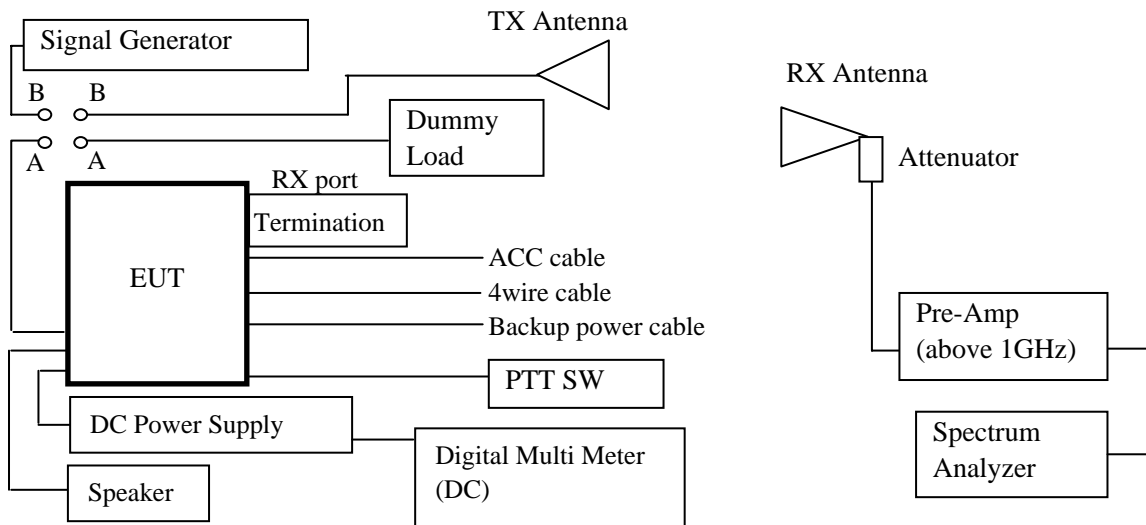 TX Antenna
Signal Generator
RX Antenna
B
B
Dummy
Load
A
A
Attenuator
RX port
Termination
EUT
ACC cable
4wire cable
Backup power cable
Pre-Amp
(above 1GHz)
PTT SW
DC Power Supply
Digital Multi Meter
(DC)
Spectrum
Analyzer
Speaker